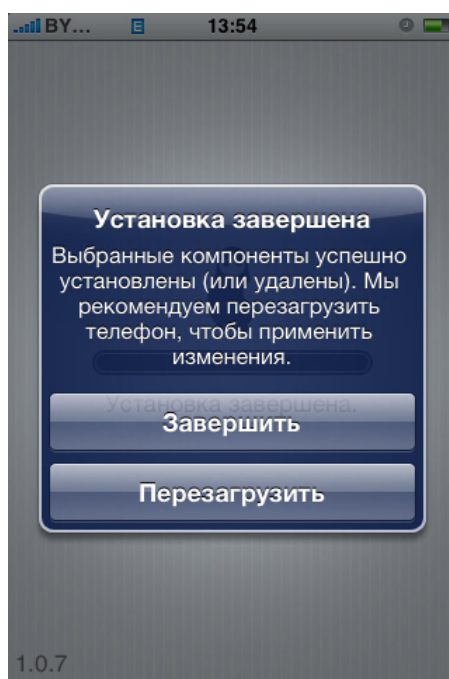 BY... E 13:54
Установка завершена
Выбранные компоненты успешно
установлены (или удалены). Мы
рекомендуем перезагрузить
телефон, чтобы применить
изменения.
Установка завершена.
Завершить
Перезагрузить
1.0.7